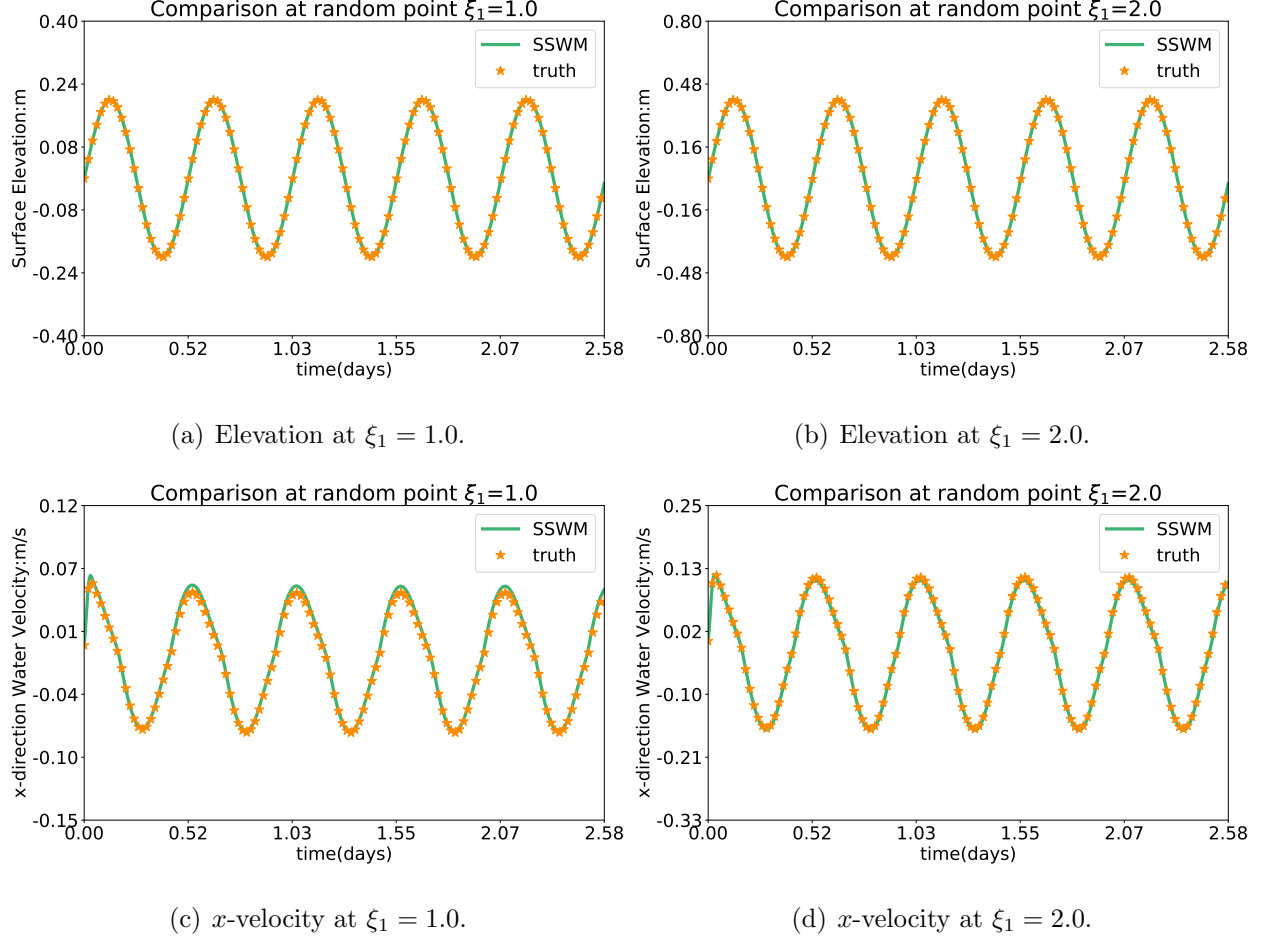 Comparison at random point ξ₁=1.0
SSWM
truth
0.40
0.24
0.08
-0.08
-0.24
-0.40
Surface Elevation:m
0.00 0.52 1.03 1.55 2.07 2.58
time(days)
(a) Elevation at ξ₁ = 1.0.
Comparison at random point ξ₁=2.0
SSWM
truth
0.80
0.48
0.16
-0.16
-0.48
-0.80
Surface Elevation:m
0.00 0.52 1.03 1.55 2.07 2.58
time(days)
(b) Elevation at ξ₁ = 2.0.
Comparison at random point ξ₁=1.0
SSWM
truth
0.12
0.07
0.01
-0.04
-0.10
-0.15
x-direction Water Velocity:m/s
0.00 0.52 1.03 1.55 2.07 2.58
time(days)
(c) x-velocity at ξ₁ = 1.0.
Comparison at random point ξ₁=2.0
SSWM
truth
0.25
0.13
0.02
-0.10
-0.21
-0.33
x-direction Water Velocity:m/s
0.00 0.52 1.03 1.55 2.07 2.58
time(days)
(d) x-velocity at ξ₁ = 2.0.